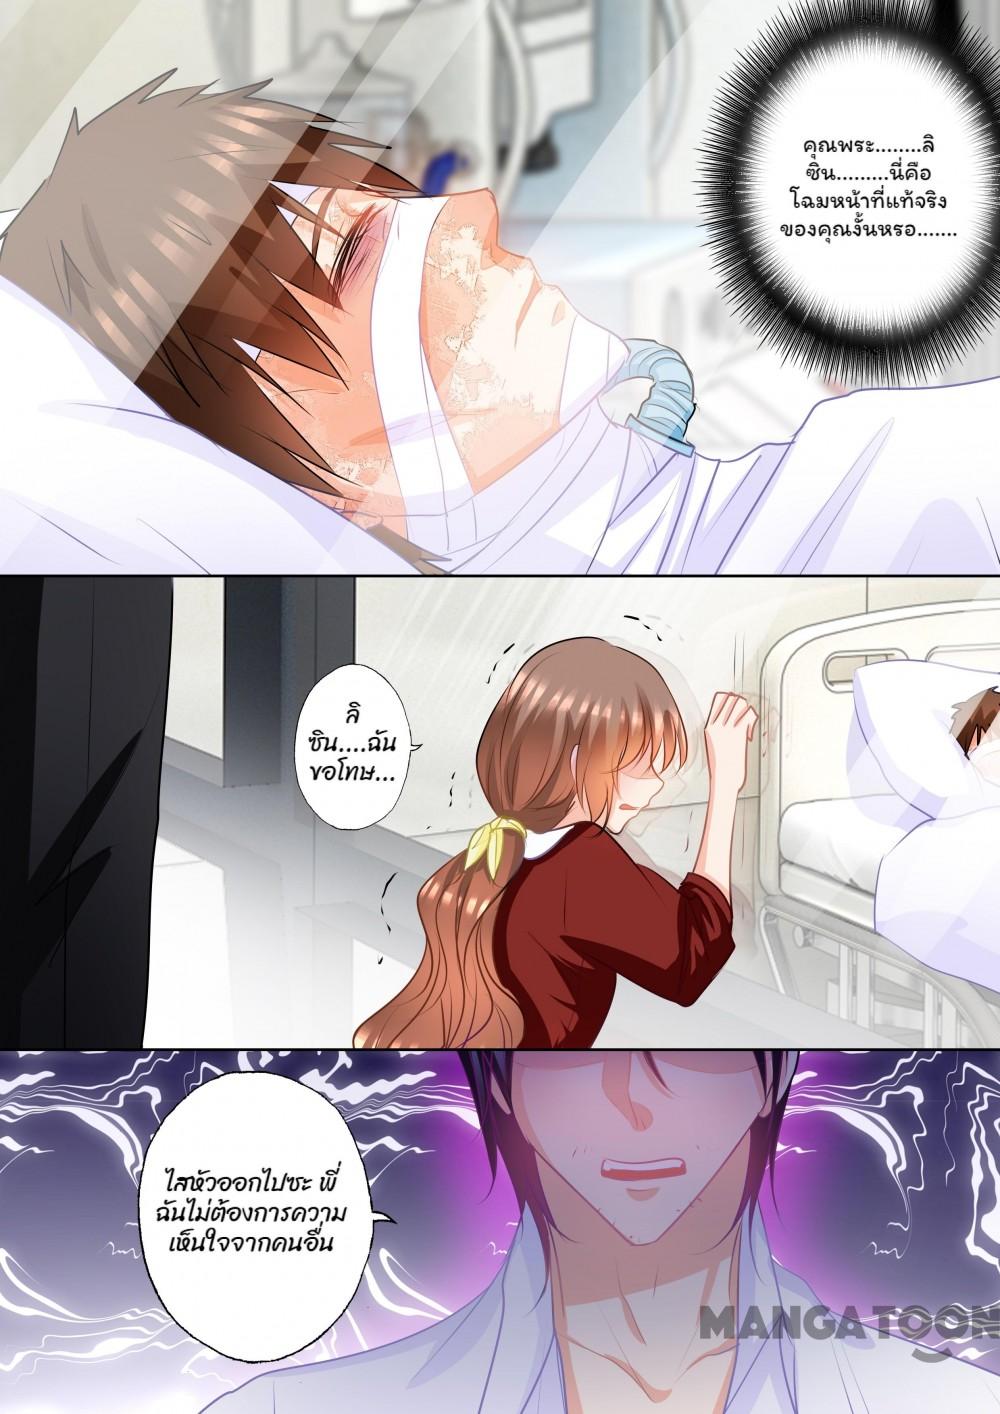 คุณพระ........ลิ
ซิน.........นี่คือ
โฉมหน้าที่แท้จริง
ของคุณงั้นหรอ.......
ลิ
ซิน....ฉัน
ขอโทษ...
ไสหัวออกไปซะ พี่
ฉันไม่ต้องการความ
เห็นใจจากคนอื่น
MANGATOON